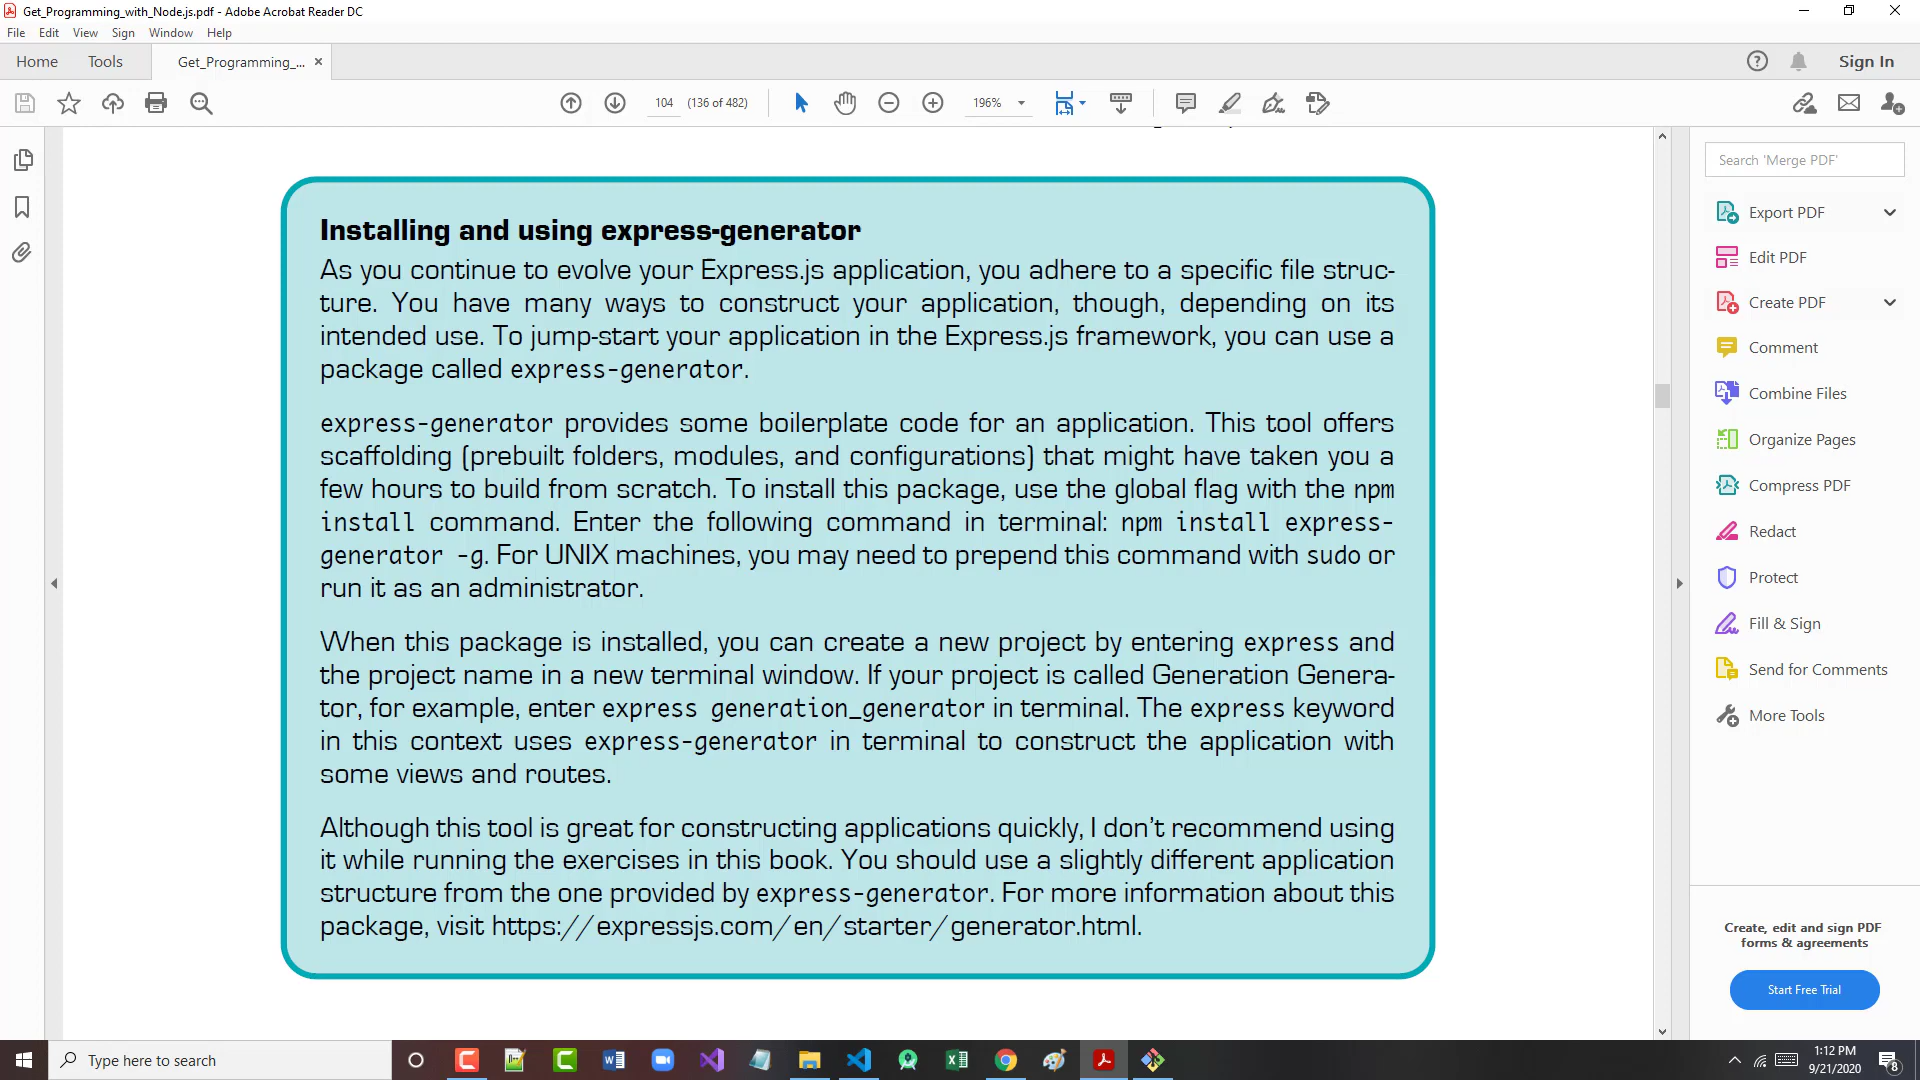 Get_Programming_with_Node.js.pdf - Adobe Acrobat Reader DC
File Edit View Sign Window Help
Home Tools Get_Programming_... × Sign In
104 (136 of 482) 196%
Search 'Merge PDF'
Installing and using express-generator
As you continue to evolve your Express.js application, you adhere to a specific file struc-
ture. You have many ways to construct your application, though, depending on its
intended use. To jump-start your application in the Express.js framework, you can use a
package called express-generator.
express-generator provides some boilerplate code for an application. This tool offers
scaffolding (prebuilt folders, modules, and configurations) that might have taken you a
few hours to build from scratch. To install this package, use the global flag with the npm
install command. Enter the following command in terminal: npm install express-
generator -g. For UNIX machines, you may need to prepend this command with sudo or
run it as an administrator.
When this package is installed, you can create a new project by entering express and
the project name in a new terminal window. If your project is called Generation Genera-
tor, for example, enter express generation_generator in terminal. The express keyword
in this context uses express-generator in terminal to construct the application with
some views and routes.
Although this tool is great for constructing applications quickly, I don't recommend using
it while running the exercises in this book. You should use a slightly different application
structure from the one provided by express-generator. For more information about this
package, visit https://expressjs.com/en/starter/generator.html.
Export PDF
Edit PDF
Create PDF
Comment
Combine Files
Organize Pages
Compress PDF
Redact
Protect
Fill & Sign
Send for Comments
More Tools
Create, edit and sign PDF
forms & agreements
Start Free Trial
Type here to search
1:12 PM
9/21/2020
8